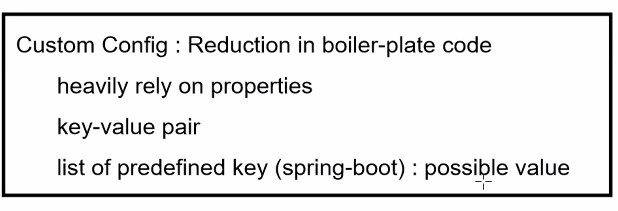 Custom Config : Reduction in boiler-plate code
heavily rely on properties
key-value pair
list of predefined key (spring-boot) : possible value